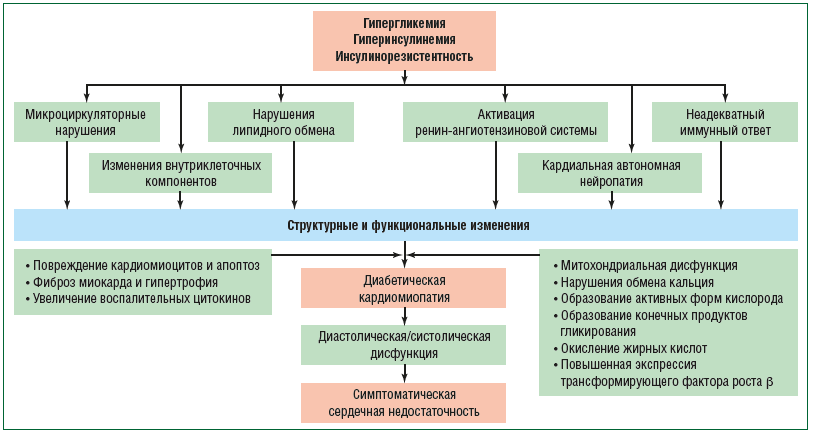 Гипергликемия
Гиперинсулинемия
Инсулинорезистентность
Микроциркуляторные
нарушения
Нарушения
липидного обмена
Активация
ренин-ангиотензиновой системы
Неадекватный
иммунный ответ
Изменения внутриклеточных
компонентов
Кардиальная автономная
нейропатия
Структурные и функциональные изменения
• Повреждение кардиомиоцитов и апоптоз
• Фиброз миокарда и гипертрофия
• Увеличение воспалительных цитокинов
Диабетическая
кардиомиопатия
Диастолическая/систолическая
дисфункция
Симптоматическая
сердечная недостаточность
• Митохондриальная дисфункция
• Нарушения обмена кальция
• Образование активных форм кислорода
• Образование конечных продуктов
гликирования
• Окисление жирных кислот
• Повышенная экспрессия
трансформирующего фактора роста β